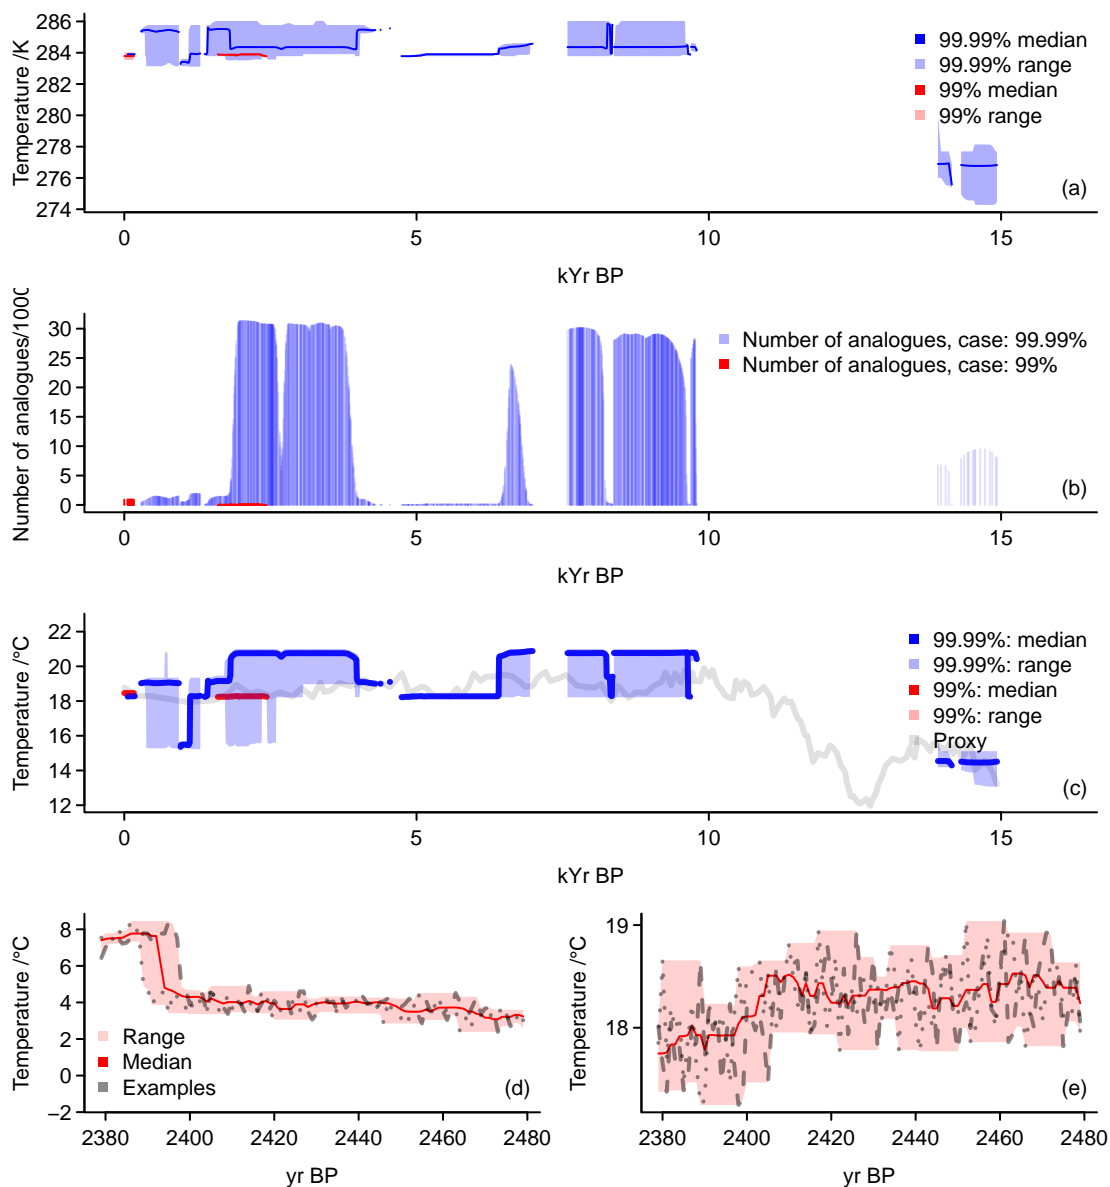 286
284
282
280
278
276
274
Temperature /K
99.99% median
99.99% range
99% median
99% range
(a)
0 5 10 15
kYr BP
30
25
20
15
10
5
0
Number of analogues/1000
Number of analogues, case: 99.99%
Number of analogues, case: 99%
(b)
0 5 10 15
kYr BP
22
20
18
16
14
12
Temperature /°C
99.99%: median
99.99%: range
99%: median
99%: range
Proxy
(c)
0 5 10 15
kYr BP
8
6
4
2
0
−2
Temperature /°C
Range
Median
Examples
(d)
2380 2400 2420 2440 2460 2480
yr BP
19
18
17
Temperature /°C
(e)
2380 2400 2420 2440 2460 2480
yr BP